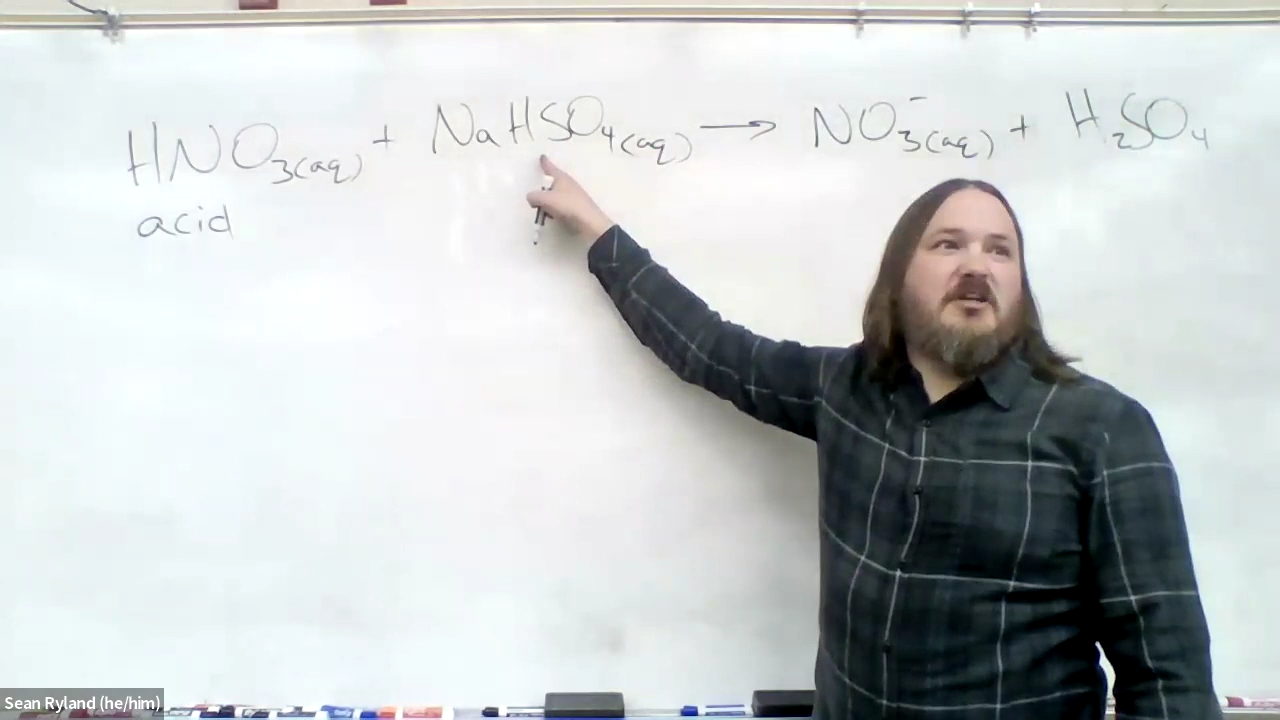 HNO₃(aq) + NaHSO₄(aq) → NO₃⁻(aq) + H₂SO₄
acid
Sean Ryland (he/him)